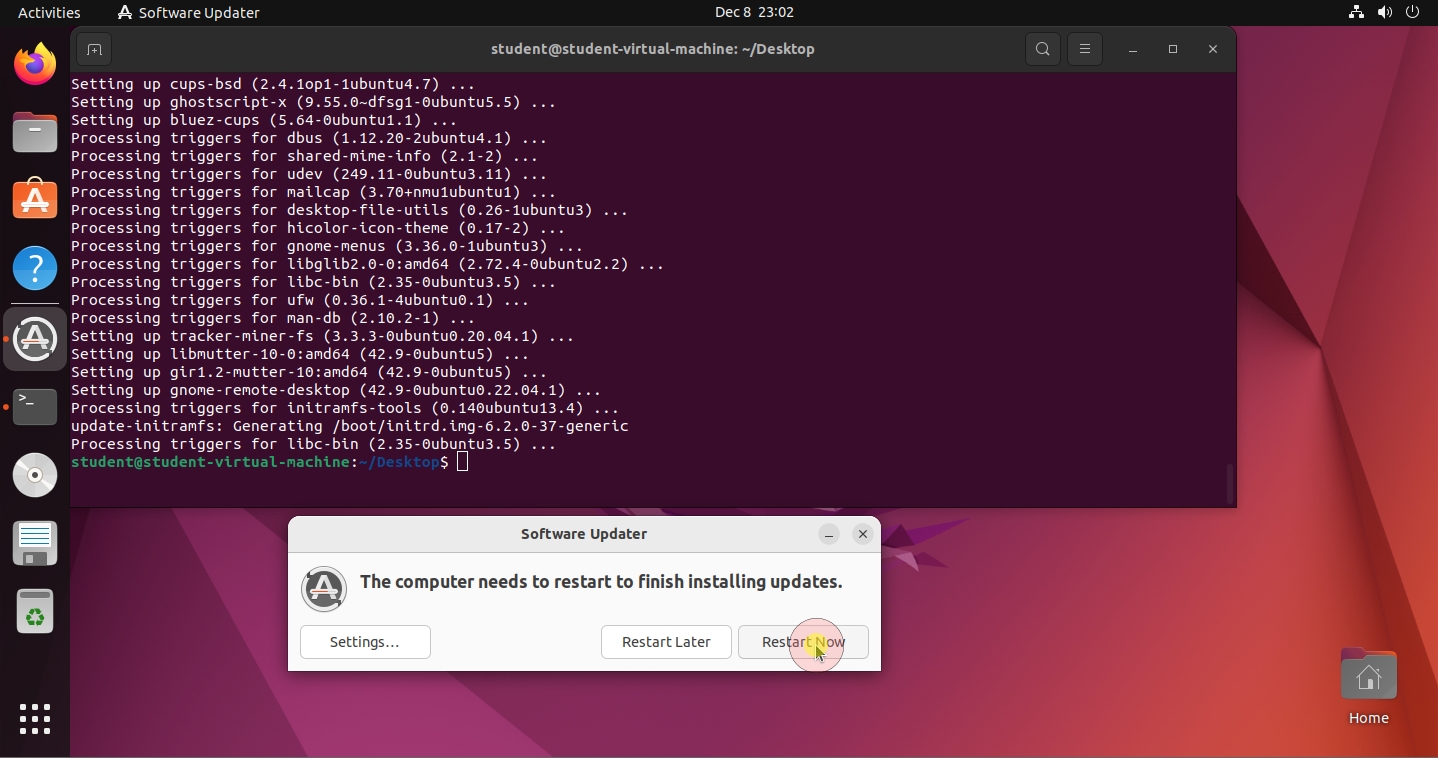 Activities
Software Updater
Dec 8 23:02
student@student-virtual-machine: ~/Desktop
Setting up cups-bsd (2.4.1op1-1ubuntu4.7) ...
Setting up ghostscript-x (9.55.0~dfsg1-0ubuntu5.5) ...
Setting up bluez-cups (5.64-0ubuntu1.1) ...
Processing triggers for dbus (1.12.20-2ubuntu4.1) ...
Processing triggers for shared-mime-info (2.1-2) ...
Processing triggers for udev (249.11-0ubuntu3.11) ...
Processing triggers for mailcap (3.70+nmu1ubuntu1) ...
Processing triggers for desktop-file-utils (0.26-1ubuntu3) ...
Processing triggers for hicolor-icon-theme (0.17-2) ...
Processing triggers for gnome-menus (3.36.0-1ubuntu3) ...
Processing triggers for libglib2.0-0:amd64 (2.72.4-0ubuntu2.2) ...
Processing triggers for libc-bin (2.35-0ubuntu3.5) ...
Processing triggers for ufw (0.36.1-4ubuntu0.1) ...
Processing triggers for man-db (2.10.2-1) ...
Setting up tracker-miner-fs (3.3.3-0ubuntu0.20.04.1) ...
Setting up libmutter-10-0:amd64 (42.9-0ubuntu5) ...
Setting up gir1.2-mutter-10:amd64 (42.9-0ubuntu5) ...
Setting up gnome-remote-desktop (42.9-0ubuntu0.22.04.1) ...
Processing triggers for initramfs-tools (0.140ubuntu13.4) ...
update-initramfs: Generating /boot/initrd.img-6.2.0-37-generic
Processing triggers for libc-bin (2.35-0ubuntu3.5) ...
student@student-virtual-machine:~/Desktop$
Software Updater
The computer needs to restart to finish installing updates.
Settings...
Restart Later
Restart Now
Home